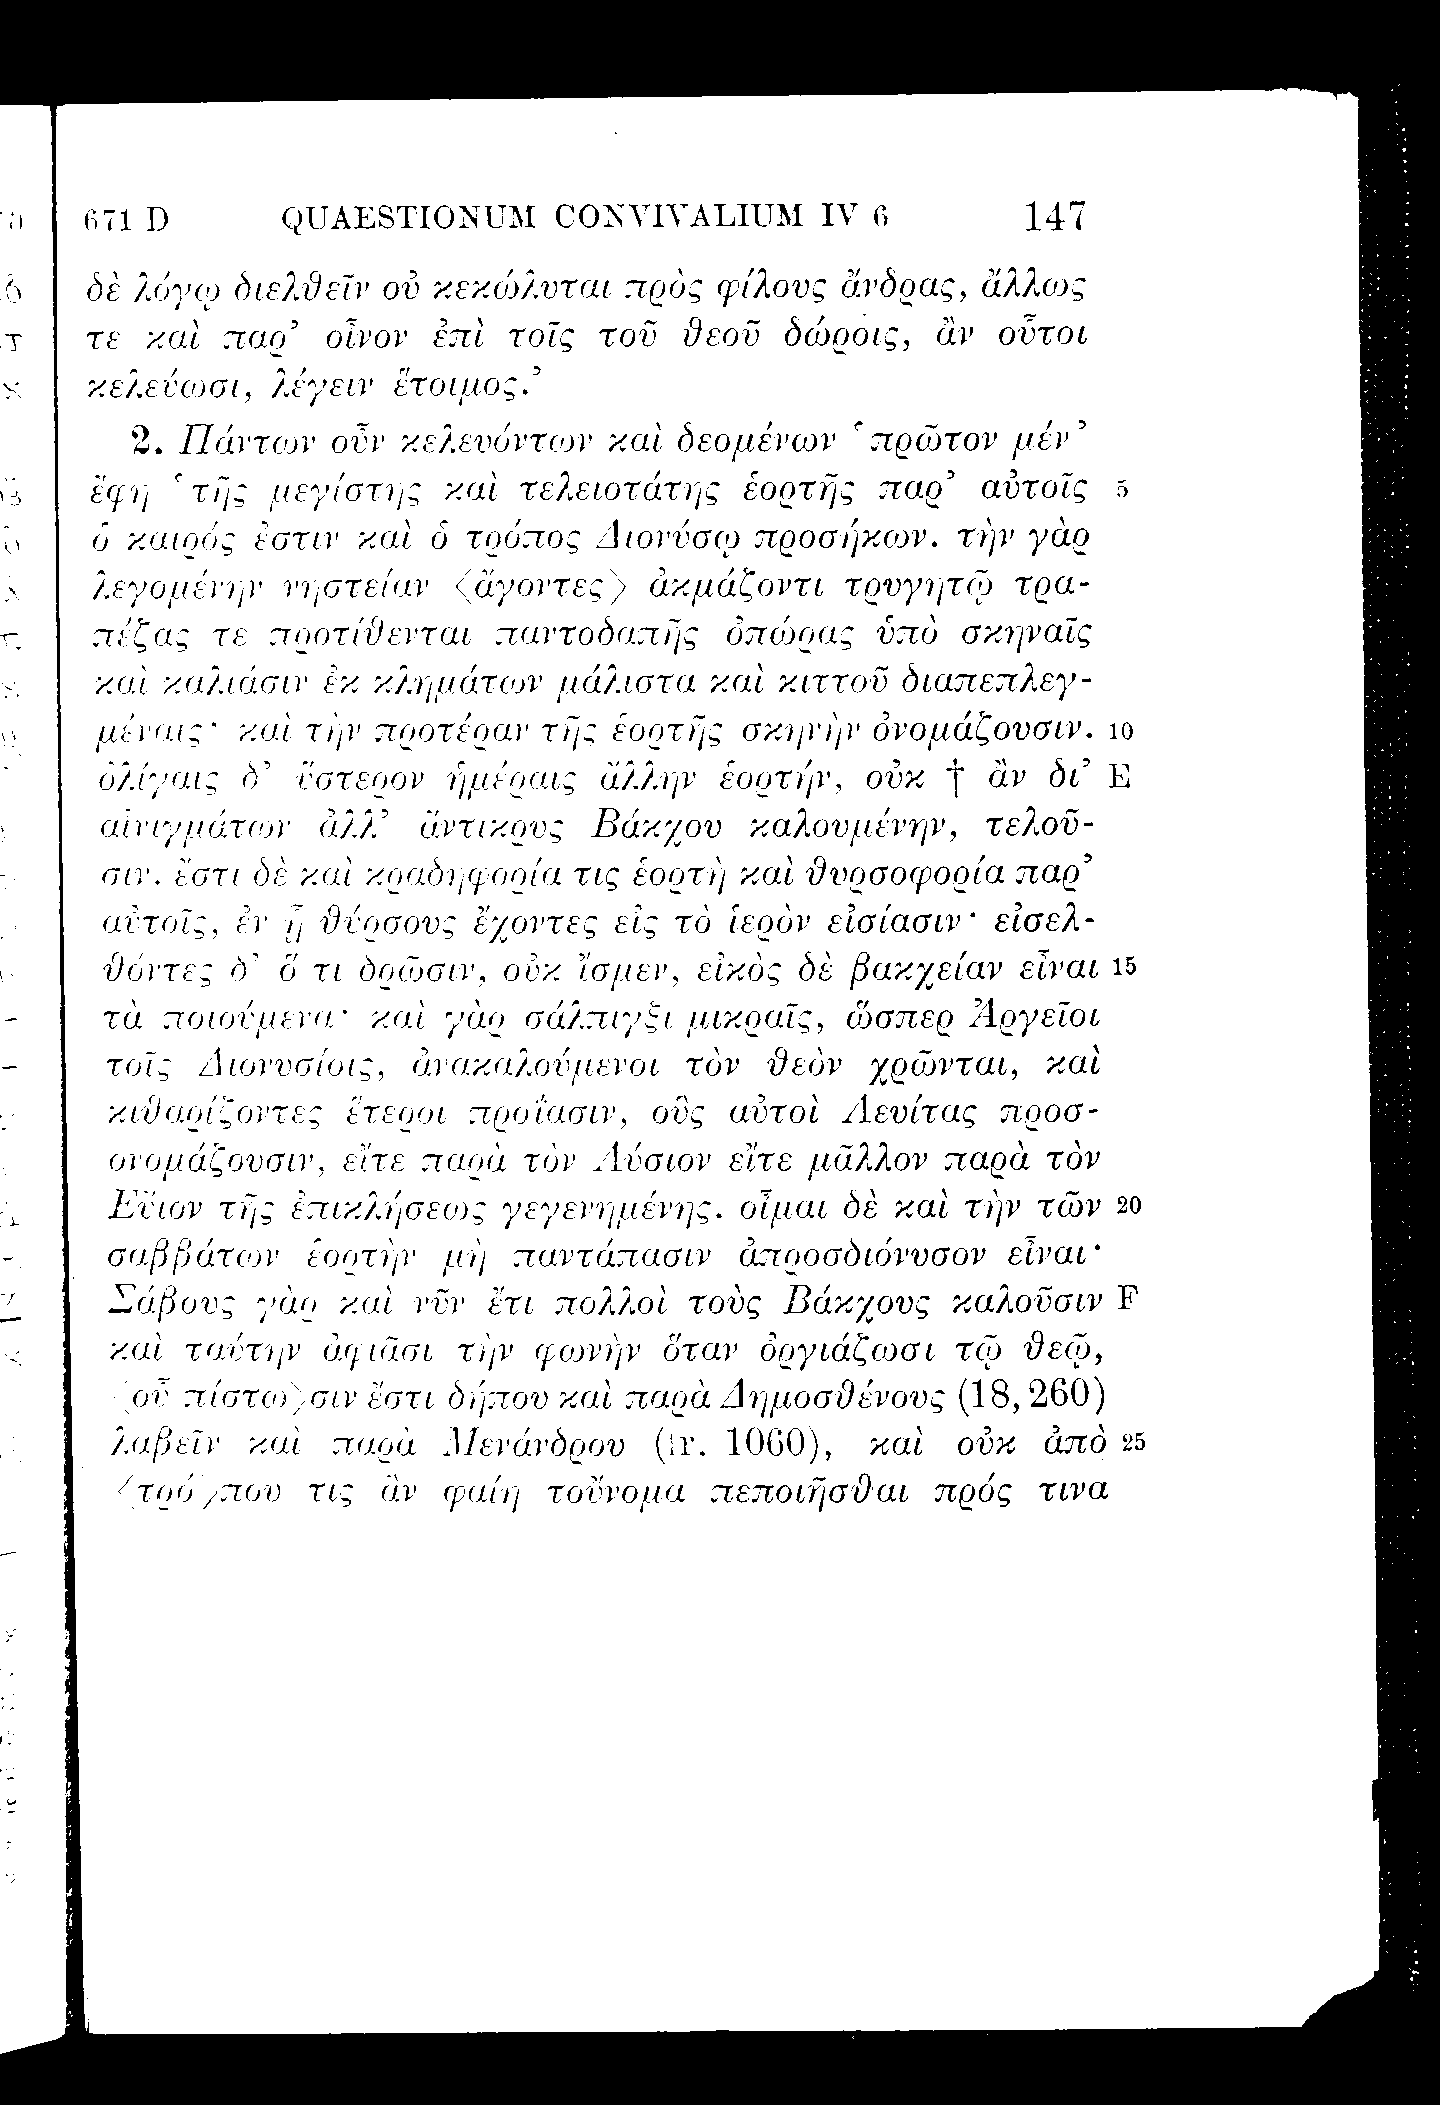 671 D QUAESTIONUM CONVIVALIUM IV 6 147
δὲ λόγῳ διελθεῖν οὐ κεκώλυται πρὸς φίλους ἄνδρας, ἄλλως
τε καὶ παρ’ οἶνον ἐπὶ τοῖς τοῦ θεοῦ δώροις, ἂν οὗτοι
κελεύωσι, λέγειν ἕτοιμος.’
2. Πάντων οὖν κελευόντων καὶ δεομένων ‘πρῶτον μέν’
ἔφη ‘τῆς μεγίστης καὶ τελειοτάτης ἑορτῆς παρ’ αὐτοῖς 5
ὁ καιρός ἐστιν καὶ ὁ τρόπος Διονύσῳ προσήκων. τὴν γὰρ
λεγομένην νηστείαν 〈ἄγοντες〉 ἀκμάζοντι τρυγητῷ τρα-
πέζας τε προτίθενται παντοδαπῆς ὀπώρας ὑπὸ σκηναῖς
καὶ καλιάσιν ἐκ κλημάτων μάλιστα καὶ κιττοῦ διαπεπλεγ-
μέναις· καὶ τὴν προτέραν τῆς ἑορτῆς σκηνὴν ὀνομάζουσιν. 10
ὀλίγαις δ’ ὕστερον ἡμέραις ἄλλην ἑορτήν, οὐκ † ἂν δι’ E
αἰνιγμάτων ἀλλ’ ἄντικρυς Βάκχου καλουμένην, τελοῦ-
σιν. ἔστι δὲ καὶ κραδηφορία τις ἑορτὴ καὶ θυρσοφορία παρ’
αὐτοῖς, ἐν ᾗ θύρσους ἔχοντες εἰς τὸ ἱερὸν εἰσίασιν· εἰσελ-
θόντες δ’ ὅ τι δρῶσιν, οὐκ ἴσμεν, εἰκὸς δὲ βακχείαν εἶναι 15
τὰ ποιούμενα· καὶ γὰρ σάλπιγξι μικραῖς, ὥσπερ Ἀργεῖοι
τοῖς Διονυσίοις, ἀνακαλούμενοι τὸν θεὸν χρῶνται, καὶ
κιθαρίζοντες ἕτεροι προΐασιν, οὓς αὐτοὶ Λευίτας προσ-
ονομάζουσιν, εἴτε παρὰ τὸν Λύσιον εἴτε μᾶλλον παρὰ τὸν
Εὔιον τῆς ἐπικλήσεως γεγενημένης. οἶμαι δὲ καὶ τὴν τῶν 20
σαββάτων ἑορτὴν μὴ παντάπασιν ἀπροσδιόνυσον εἶναι·
Σάβους γὰρ καὶ νῦν ἔτι πολλοὶ τοὺς Βάκχους καλοῦσιν F
καὶ ταύτην ἀφιᾶσι τὴν φωνὴν ὅταν ὀργιάζωσι τῷ θεῷ,
〈οὗ πίστω〉σιν ἔστι δήπου καὶ παρὰ Δημοσθένους (18, 260)
λαβεῖν καὶ παρὰ Μενάνδρου (fr. 1060), καὶ οὐκ ἀπὸ 25
〈τρό〉που τις ἂν φαίη τοὔνομα πεποιῆσθαι πρός τινα